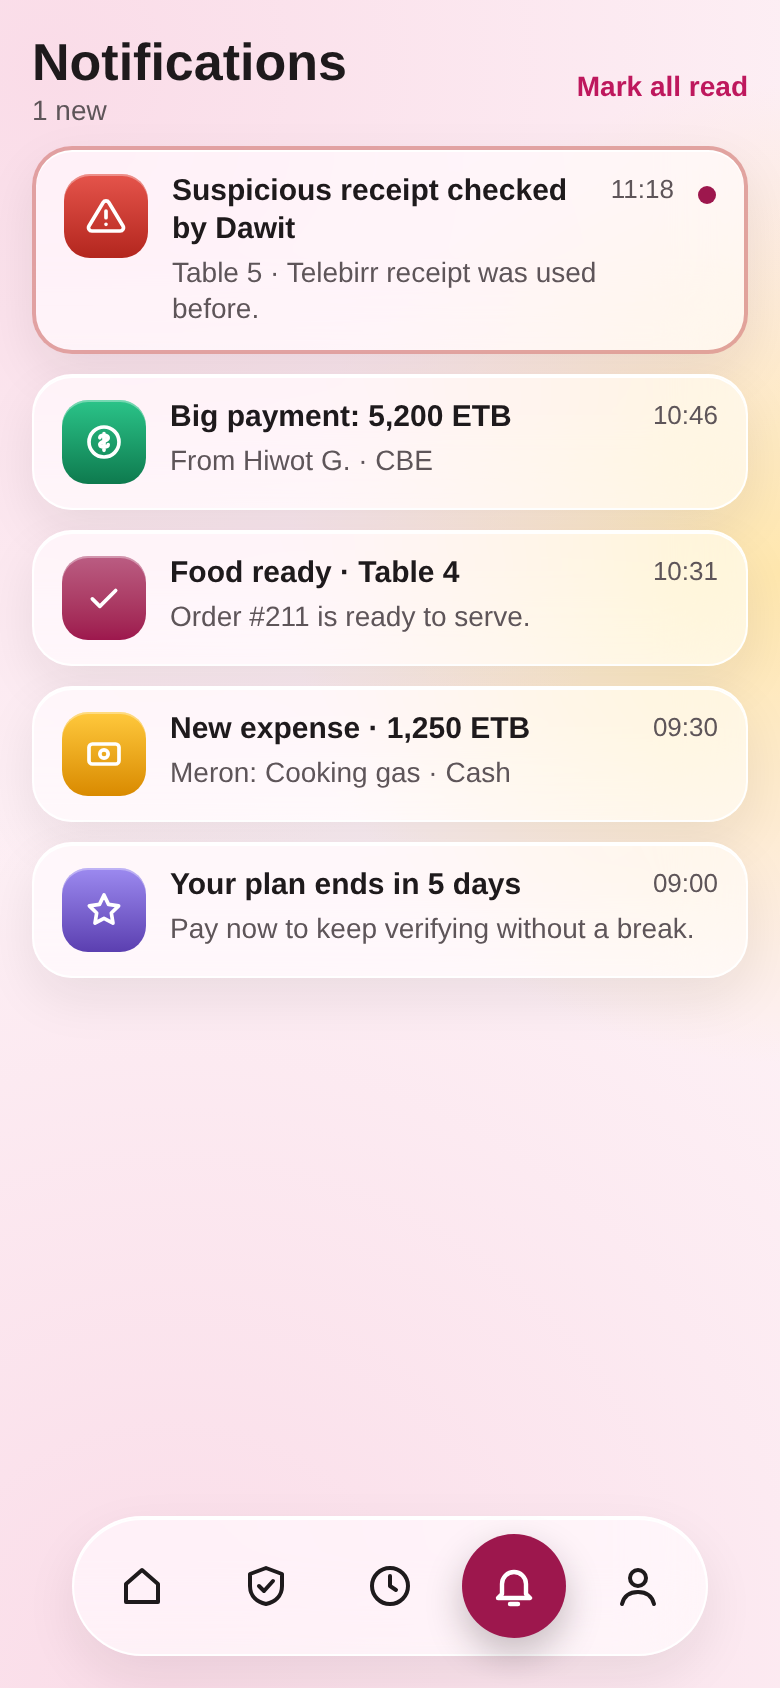 Notifications
1 new
Mark all read
Suspicious receipt checked
by Dawit
11:18
Table 5 · Telebirr receipt was used
before.
Big payment: 5,200 ETB
10:46
From Hiwot G. · CBE
Food ready · Table 4
10:31
Order #211 is ready to serve.
New expense · 1,250 ETB
09:30
Meron: Cooking gas · Cash
Your plan ends in 5 days
09:00
Pay now to keep verifying without a break.